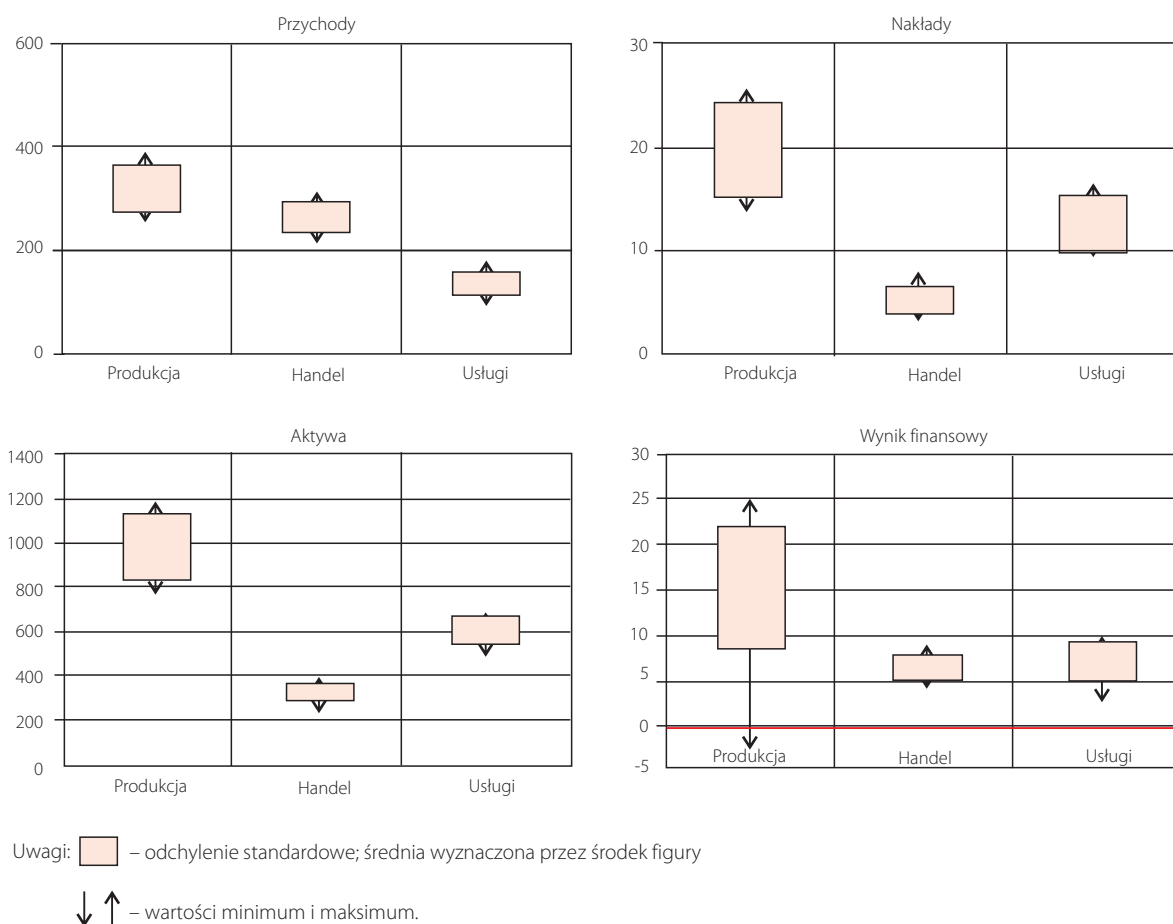 Przychody
600
400
200
0
Produkcja
Handel
Usługi
Nakłady
30
20
10
0
Produkcja
Handel
Usługi
Aktywa
1400
1200
1000
800
600
400
200
0
Produkcja
Handel
Usługi
Wynik finansowy
30
25
20
15
10
5
0
-5
Produkcja
Handel
Usługi
Uwagi: – odchylenie standardowe; średnia wyznaczona przez środek figury
– wartości minimum i maksimum.